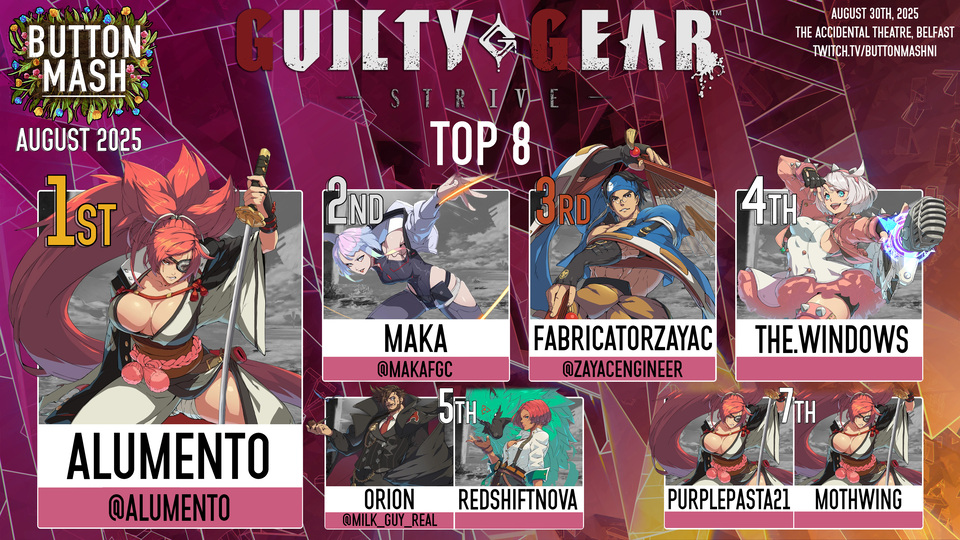 BUTTON
MASH
AUGUST 2025
GUILTY GEAR™
STRIVE
AUGUST 30TH, 2025
THE ACCIDENTAL THEATRE, BELFAST
TWITCH.TV/BUTTONMASHNI
TOP 8
1ST
ALUMENTO
@ALUMENTO
2ND
MAKA
@MAKAFGC
3RD
FABRICATORZAYAC
@ZAYACENGINEER
4TH
THE.WINDOWS
5TH
ORION
@MILK_GUY_REAL
REDSHIFTNOVA
7TH
PURPLEPASTA21
MOTHWING